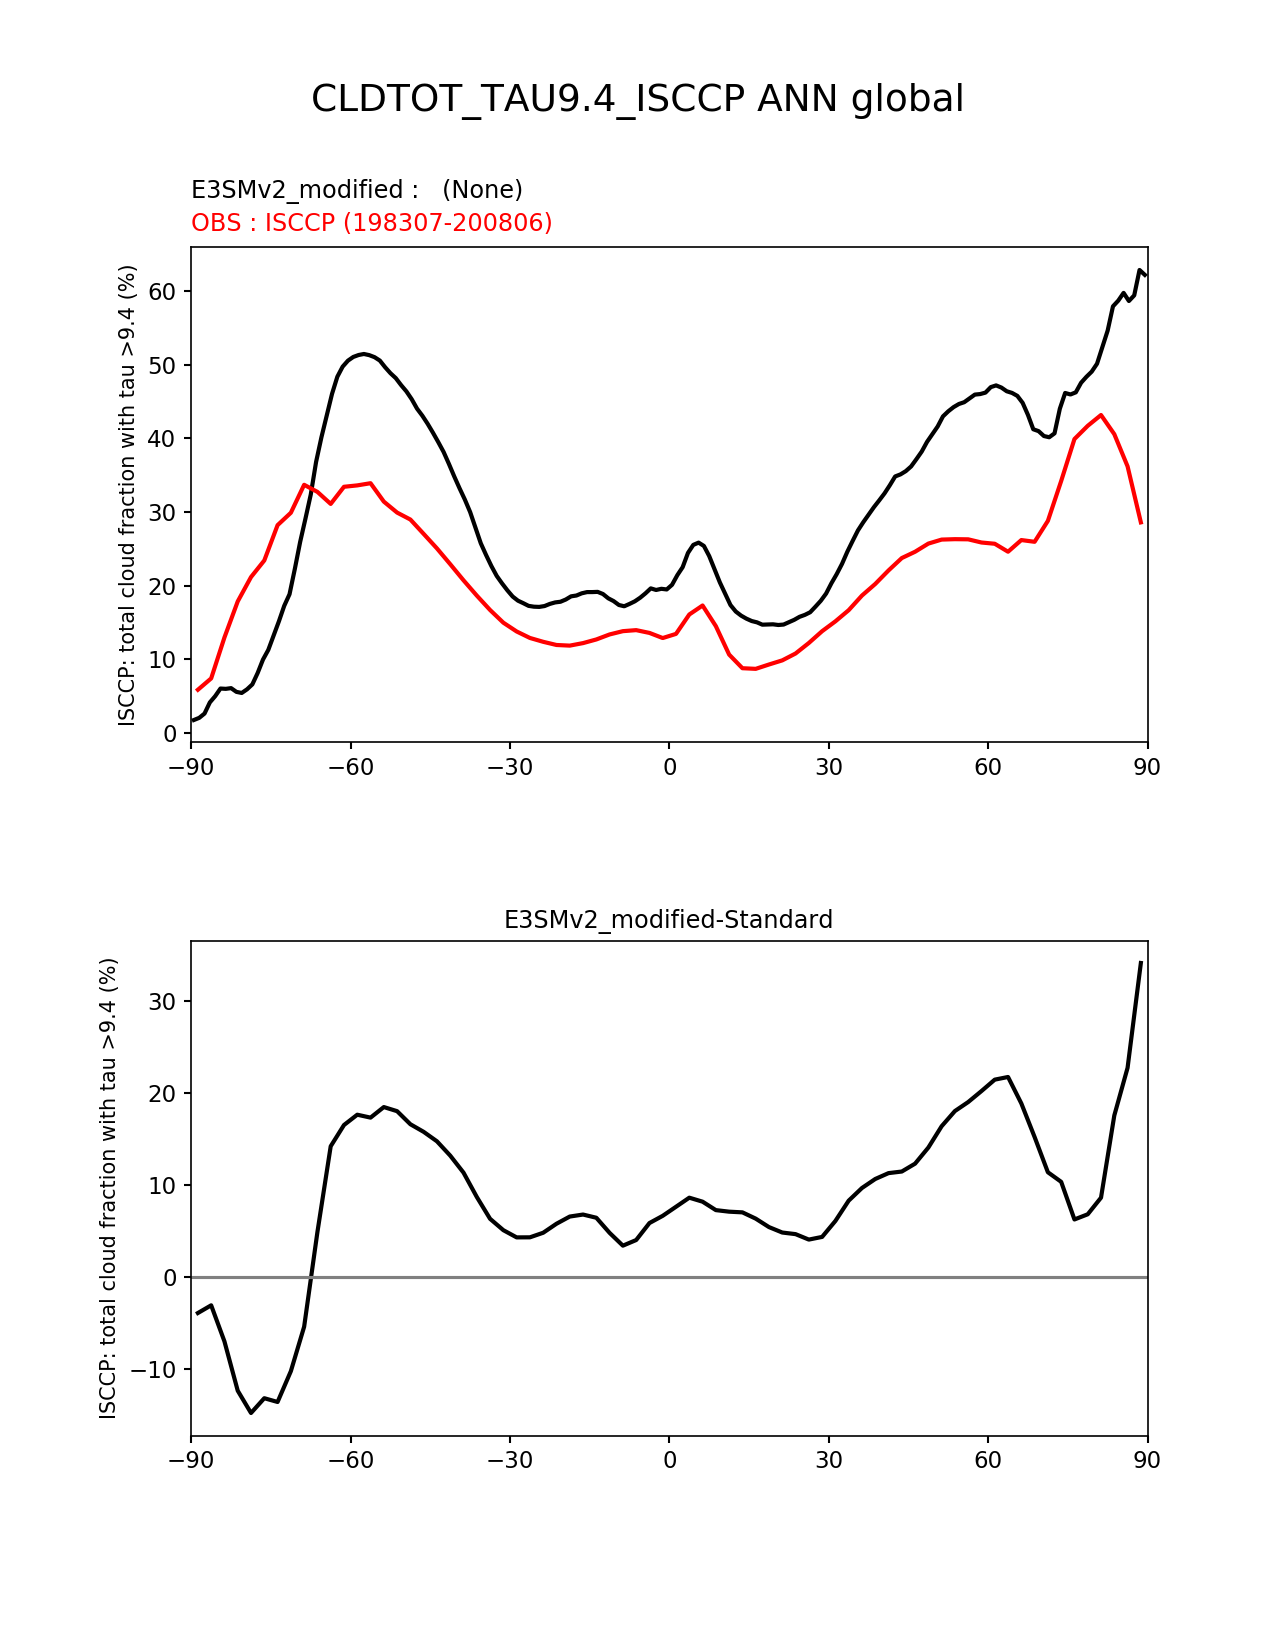 CLDTOT_TAU9.4_ISCCP ANN global
E3SMv2_modified :   (None)
OBS : ISCCP (198307-200806)
ISCCP: total cloud fraction with tau >9.4 (%)
60
50
40
30
20
10
0
−90 −60 −30 0 30 60 90
E3SMv2_modified-Standard
ISCCP: total cloud fraction with tau >9.4 (%)
30
20
10
0
−10
−90 −60 −30 0 30 60 90